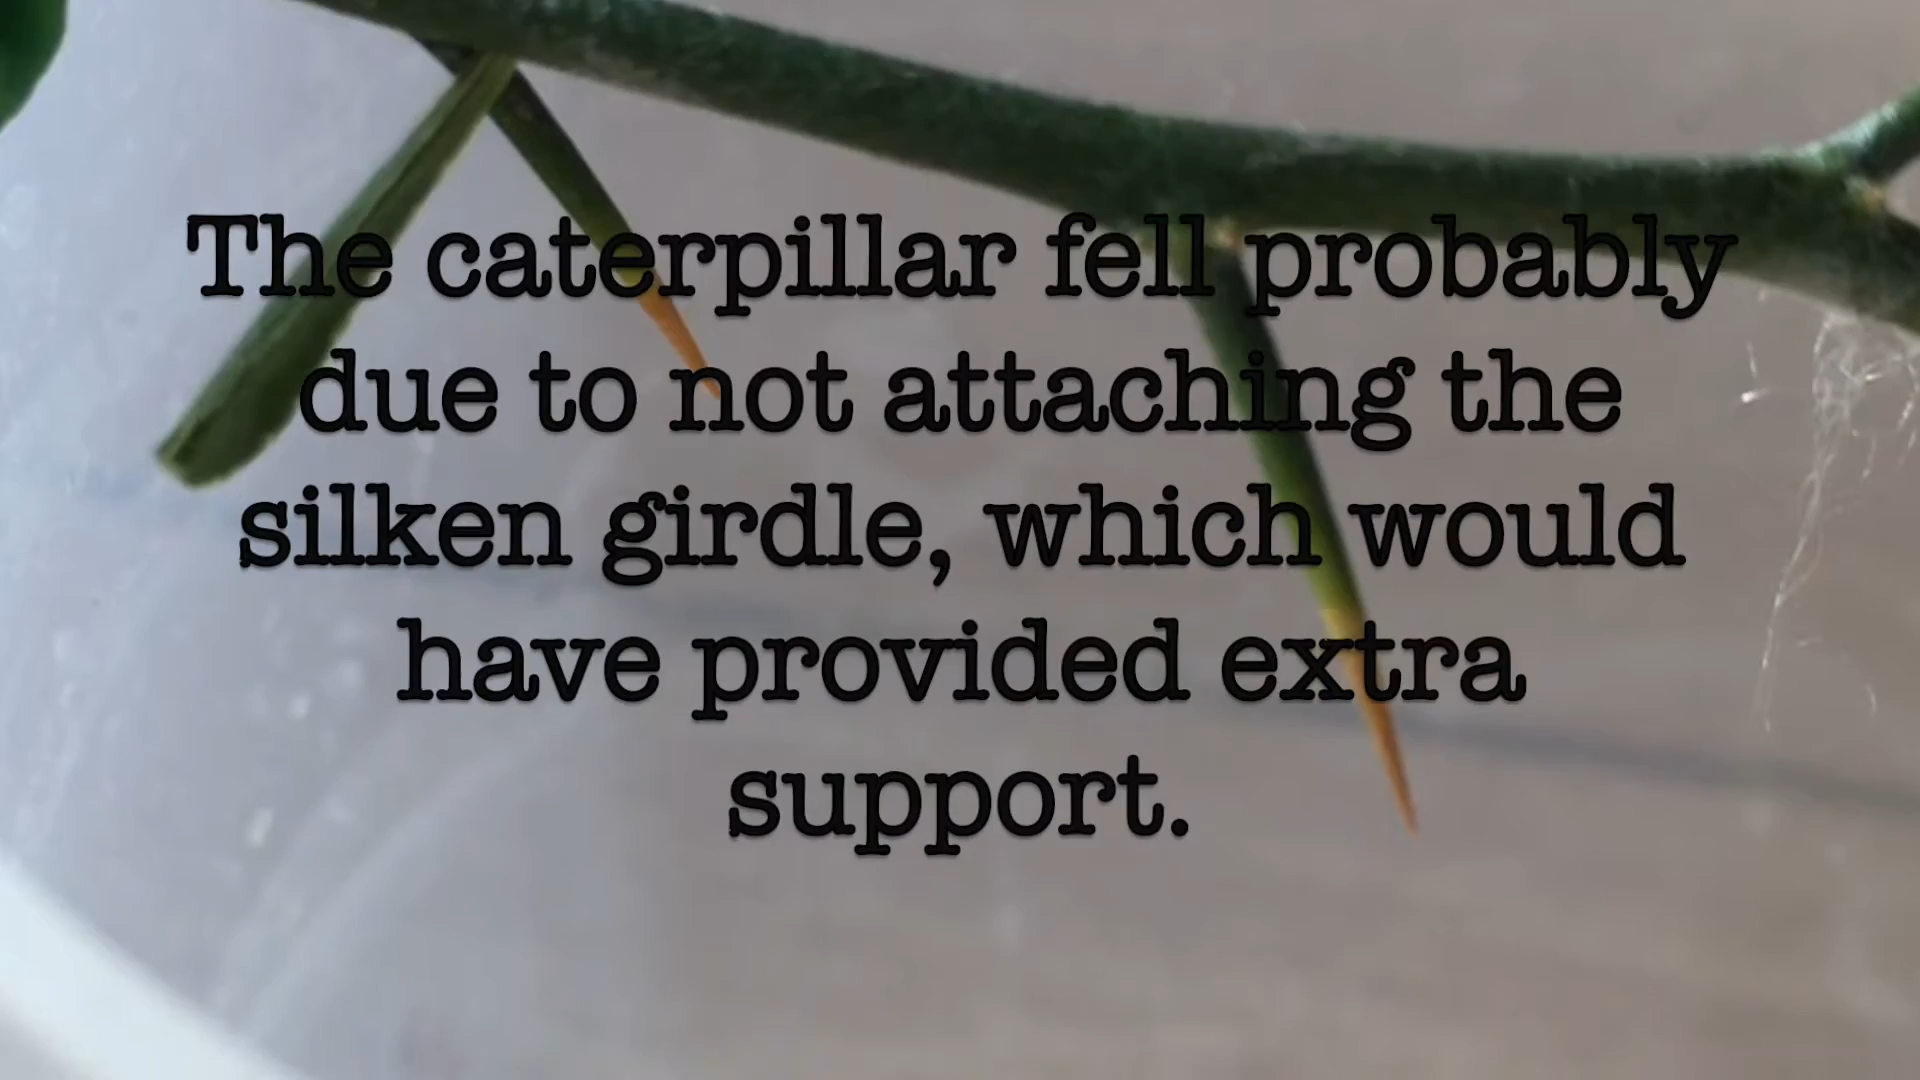 The caterpillar fell probably
due to not attaching the
silken girdle, which would
have provided extra
support.